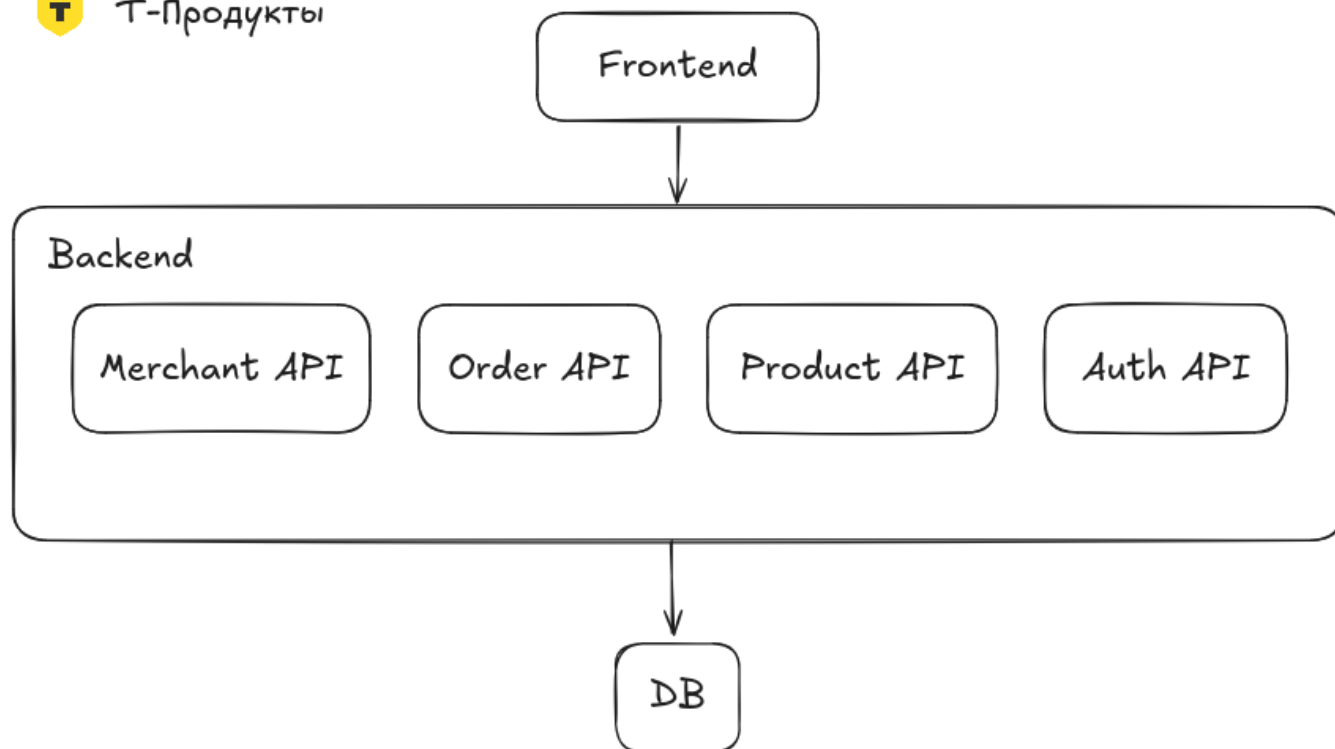 T
Т-Продукты
Frontend
Backend
Merchant API
Order API
Product API
Auth API
DB